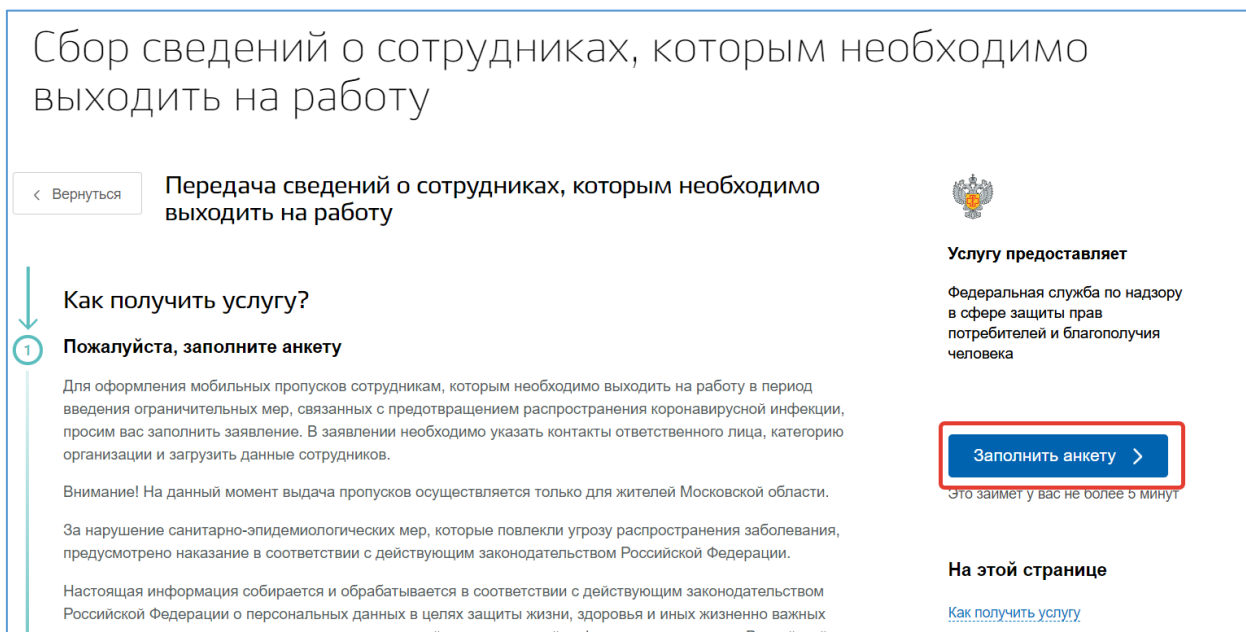 Сбор сведений о сотрудниках, которым необходимо
выходить на работу
Вернуться
Передача сведений о сотрудниках, которым необходимо
выходить на работу
Как получить услугу?
1
Пожалуйста, заполните анкету
Для оформления мобильных пропусков сотрудникам, которым необходимо выходить на работу в период
введения ограничительных мер, связанных с предотвращением распространения коронавирусной инфекции,
просим вас заполнить заявление. В заявлении необходимо указать контакты ответственного лица, категорию
организации и загрузить данные сотрудников.
Внимание! На данный момент выдача пропусков осуществляется только для жителей Московской области.
За нарушение санитарно-эпидемиологических мер, которые повлекли угрозу распространения заболевания,
предусмотрено наказание в соответствии с действующим законодательством Российской Федерации.
Настоящая информация собирается и обрабатывается в соответствии с действующим законодательством
Российской Федерации о персональных данных в целях защиты жизни, здоровья и иных жизненно важных
Услугу предоставляет
Федеральная служба по надзору
в сфере защиты прав
потребителей и благополучия
человека
Заполнить анкету
Это займет у вас не более 5 минут
На этой странице
Как получить услугу